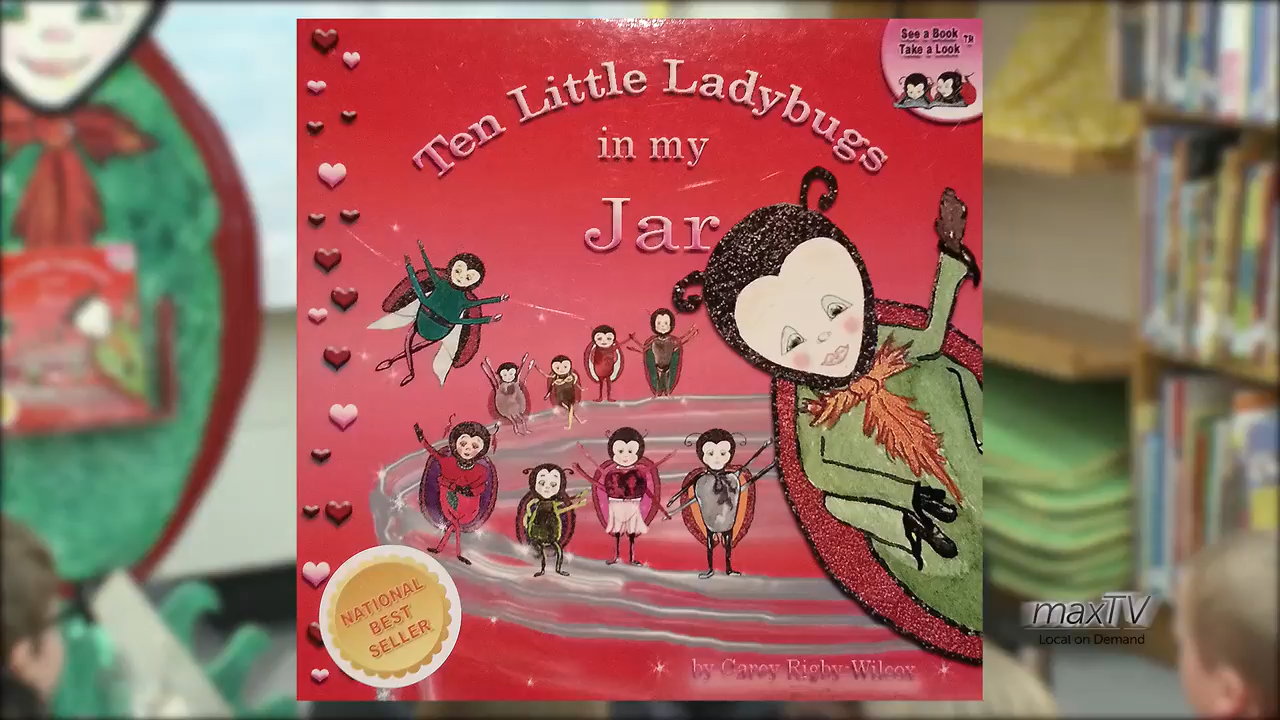 See a Book TM
Take a Look
Ten Little Ladybugs
in my
Jar
NATIONAL
BEST
SELLER
by Carey Rigby-Wilcox
maxTV
Local on Demand